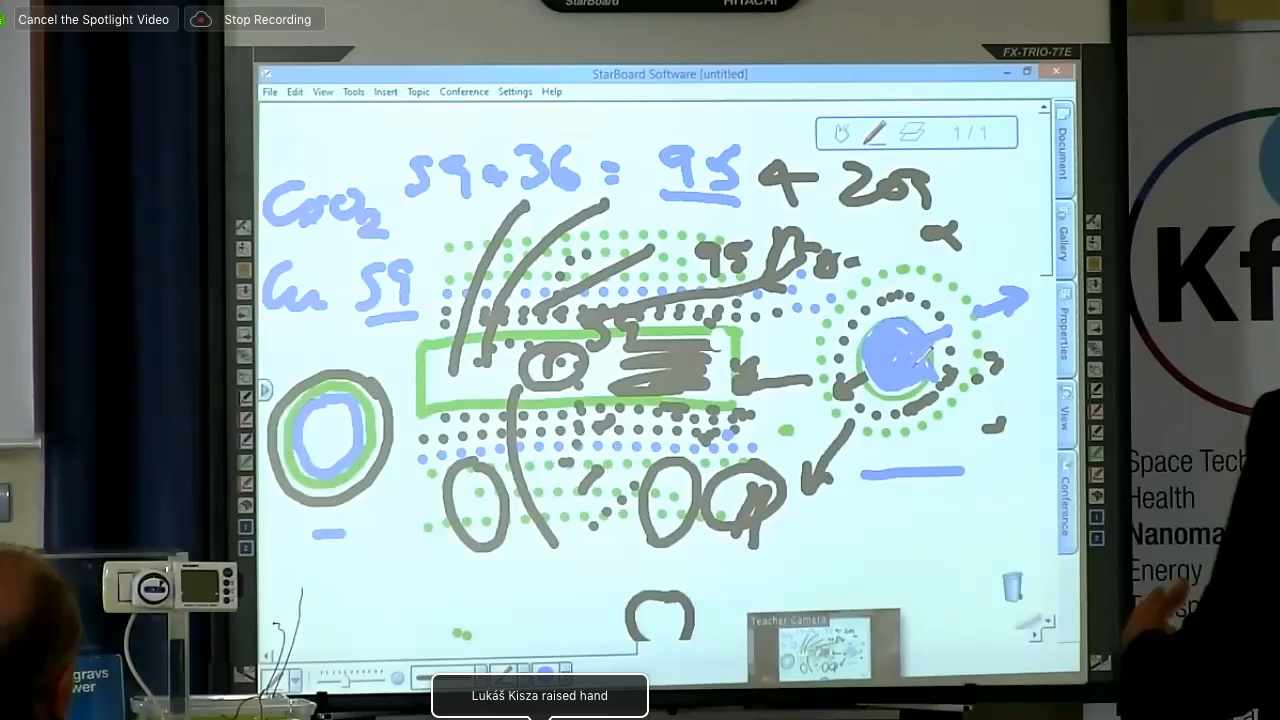 Cancel the Spotlight Video
Stop Recording
StarBoard
HITACHI
FX-TRIO-77E
StarBoard Software [untitled]
File Edit View Tools Insert Topic Conference Settings Help
1 / 1
Document
Gallery
Properties
View
Conference
59 + 36 = 95
209
α
95
Cu 59
Kf
Space Tech
Health
Nanoma
Energy
Teacher Camera
Lukáš Kisza raised hand